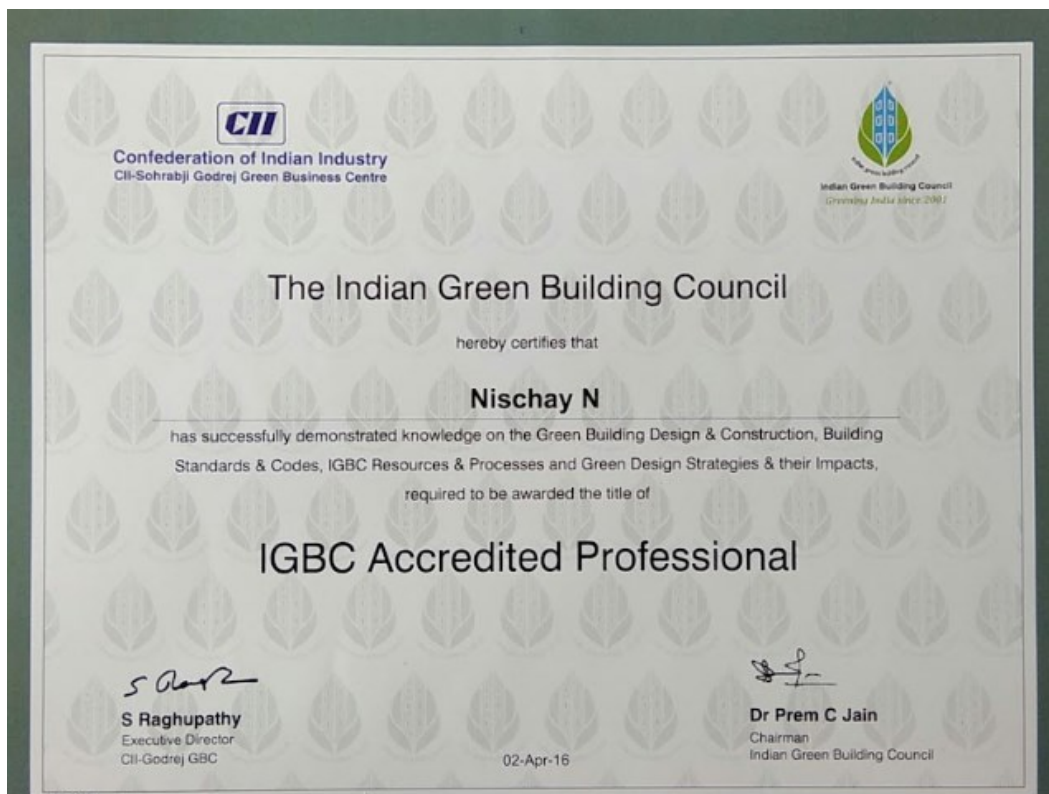 CII
Confederation of Indian Industry
CII-Sohrabji Godrej Green Business Centre
Indian Green Building Council
Greening India since 2001
The Indian Green Building Council
hereby certifies that
Nischay N
has successfully demonstrated knowledge on the Green Building Design & Construction, Building
Standards & Codes, IGBC Resources & Processes and Green Design Strategies & their Impacts,
required to be awarded the title of
IGBC Accredited Professional
S Raghupathy
Executive Director
CII-Godrej GBC
02-Apr-16
Dr Prem C Jain
Chairman
Indian Green Building Council